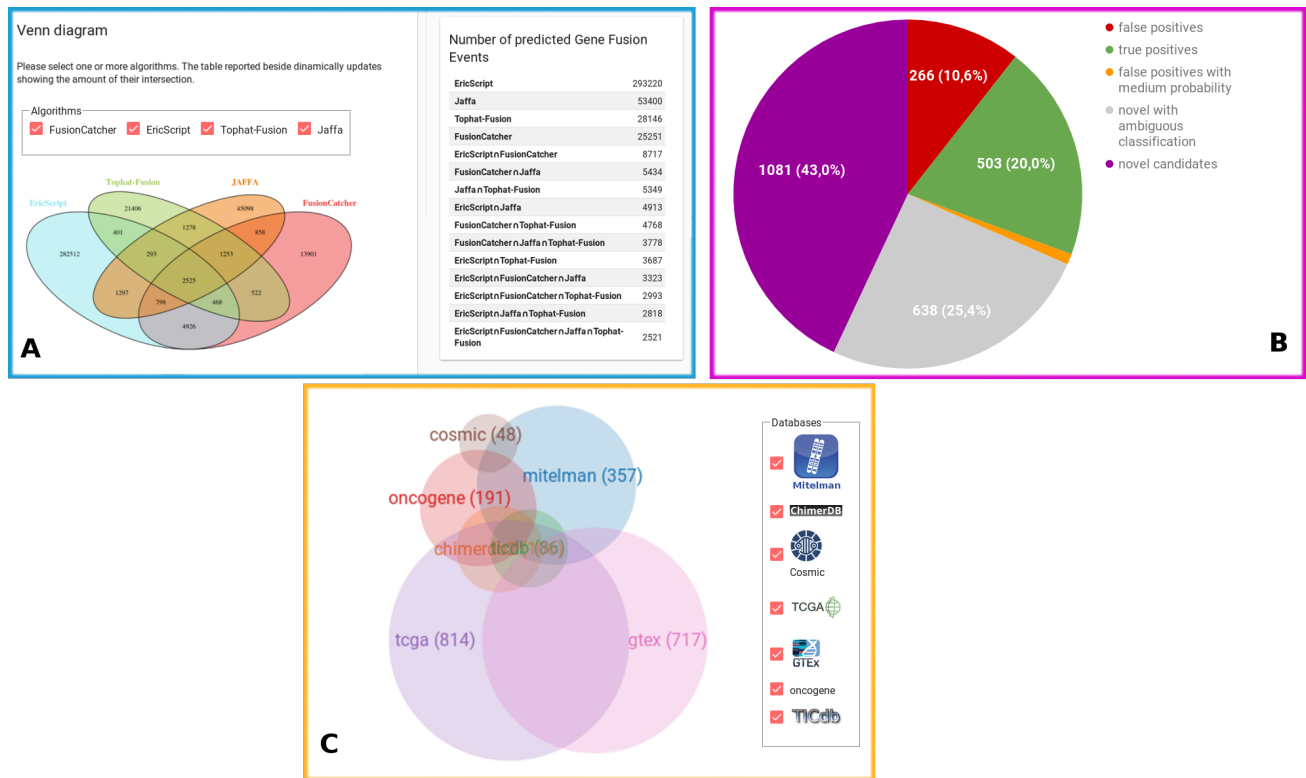 Venn diagram
Please select one or more algorithms. The table reported beside dinamically updates
showing the amount of their intersection.
Algorithms
FusionCatcher EricScript Tophat-Fusion Jaffa
Tophat-Fusion JAFFA
EricScript FusionCatcher
21406 45098
401 1278 858
282512 293 1253 13901
2525
1297 798 468 522
4926
A
Number of predicted Gene Fusion
Events
EricScript 293220
Jaffa 53400
Tophat-Fusion 28146
FusionCatcher 25251
EricScript∩FusionCatcher 8717
FusionCatcher∩Jaffa 5434
Jaffa∩Tophat-Fusion 5349
EricScript∩Jaffa 4913
FusionCatcher∩Tophat-Fusion 4768
FusionCatcher∩Jaffa∩Tophat-Fusion 3778
EricScript∩Tophat-Fusion 3687
EricScript∩FusionCatcher∩Jaffa 3323
EricScript∩FusionCatcher∩Tophat-Fusion 2993
EricScript∩Jaffa∩Tophat-Fusion 2818
EricScript∩FusionCatcher∩Jaffa∩Tophat-
Fusion 2521
266 (10,6%)
503 (20,0%)
1081 (43,0%)
638 (25,4%)
false positives
true positives
false positives with
medium probability
novel with
ambiguous
classification
novel candidates
B
cosmic (48)
mitelman (357)
oncogene (191)
ticdb (86)
tcga (814)
gtex (717)
C
Databases
Mitelman
ChimerDB
Cosmic
TCGA
GTEx
oncogene
TICdb